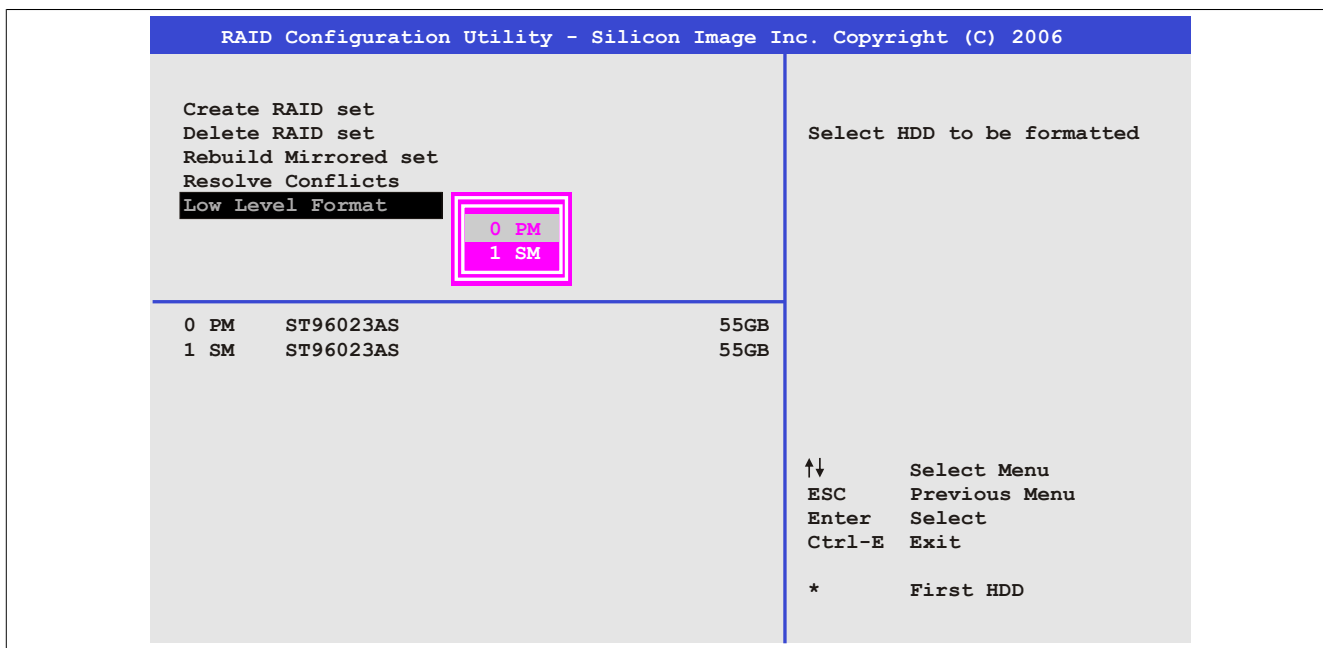 RAID Configuration Utility - Silicon Image Inc. Copyright (C) 2006
Create RAID set
Delete RAID set
Rebuild Mirrored set
Resolve Conflicts
Low Level Format
0 PM
1 SM
Select HDD to be formatted
0 PM ST96023AS 55GB
1 SM ST96023AS 55GB
↑↓ Select Menu
ESC Previous Menu
Enter Select
Ctrl-E Exit
* First HDD